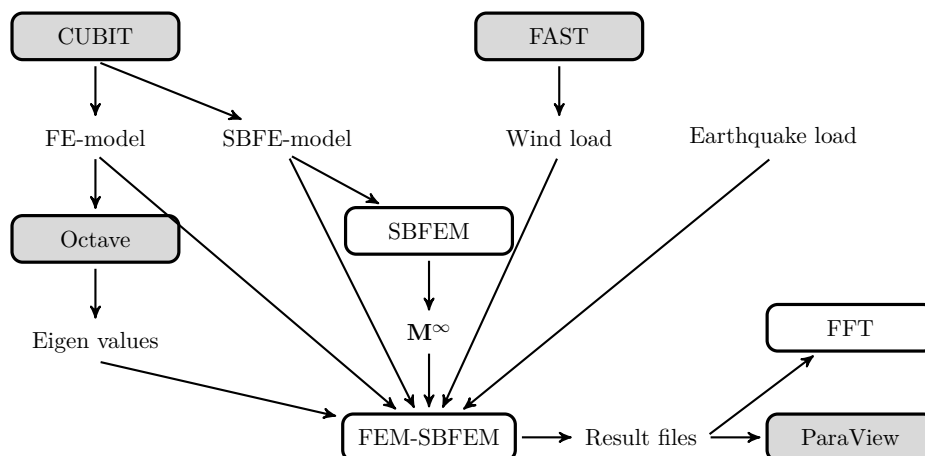 CUBIT
FAST
FE-model
SBFE-model
Wind load
Earthquake load
Octave
SBFEM
Eigen values
M∞
FFT
FEM-SBFEM
Result files
ParaView